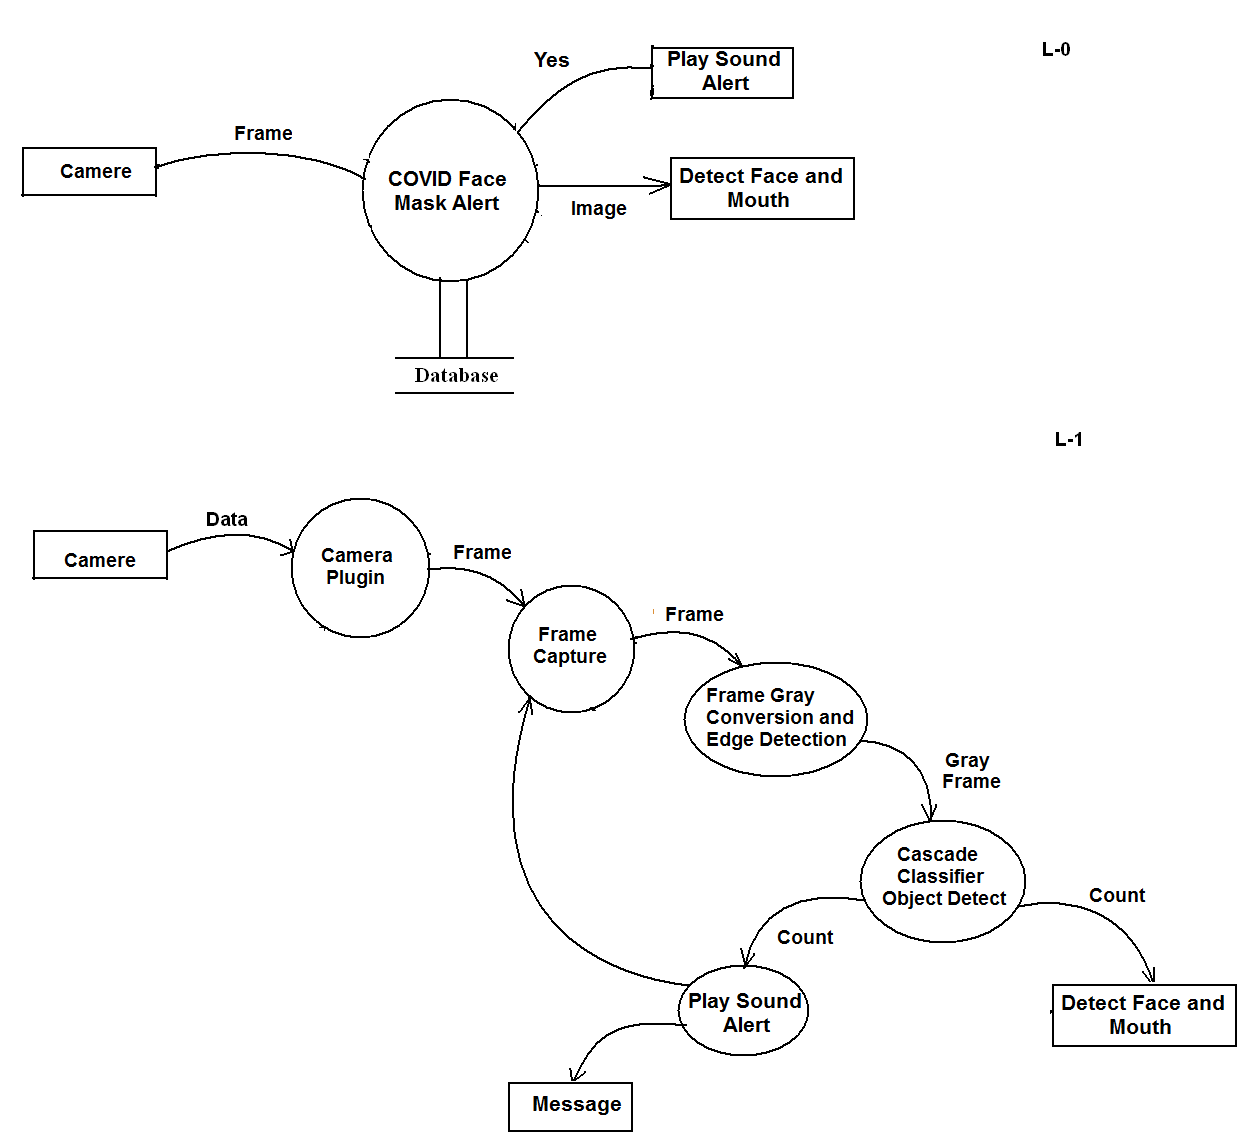 L-0
Yes
Play Sound
Alert
Frame
Camere
COVID Face
Mask Alert
Detect Face and
Mouth
Image
Database
L-1
Data
Camere
Camera
Plugin
Frame
Frame
Capture
Frame
Frame Gray
Conversion and
Edge Detection
Gray
Frame
Cascade
Classifier
Object Detect
Count
Count
Play Sound
Alert
Detect Face and
Mouth
Message